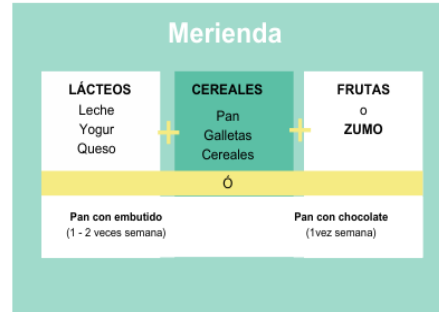 Merienda
LÁCTEOS
Leche
Yogur
Queso
+
CEREALES
Pan
Galletas
Cereales
+
FRUTAS
o
ZUMO
Ó
Pan con embutido
(1 - 2 veces semana)
Pan con chocolate
(1vez semana)